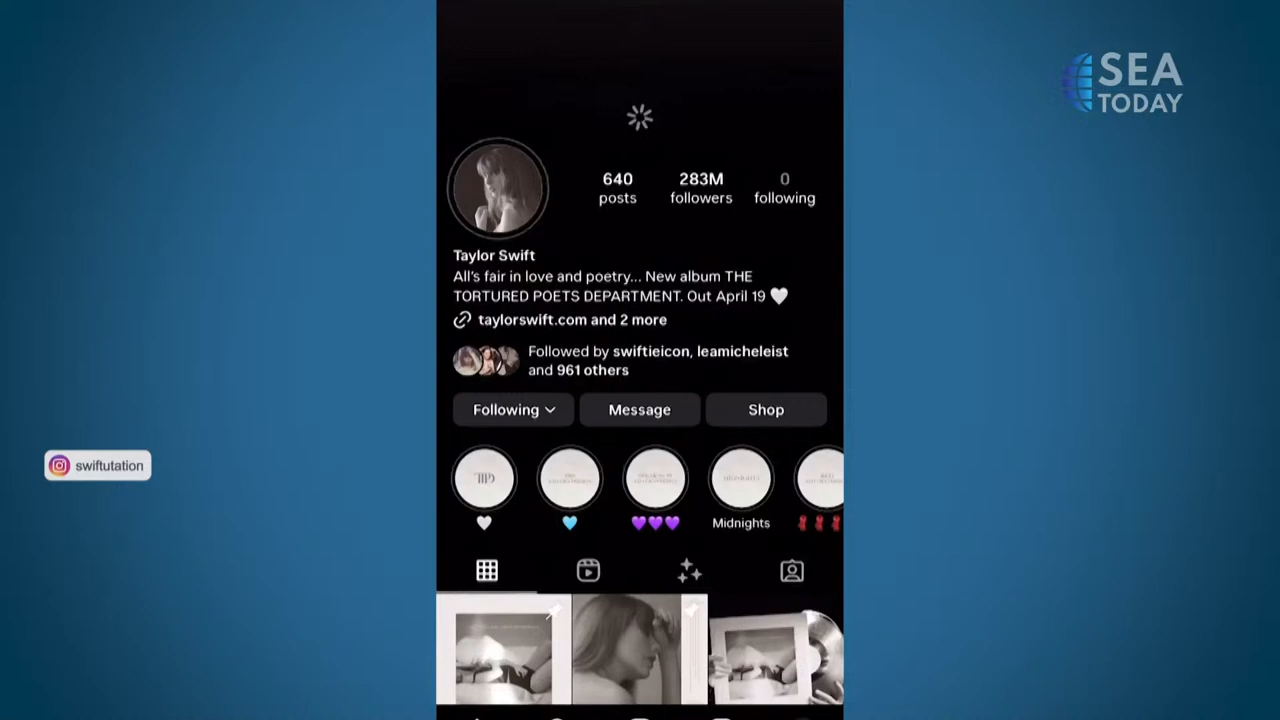 SEA
TODAY
640
posts
283M
followers
0
following
Taylor Swift
All's fair in love and poetry... New album THE
TORTURED POETS DEPARTMENT. Out April 19 🤍
taylorswift.com and 2 more
Followed by swiftieicon, leamicheleist
and 961 others
Following
Message
Shop
swiftutation
🤍
🩵
💜💜💜
Midnights
🧣🧣🧣